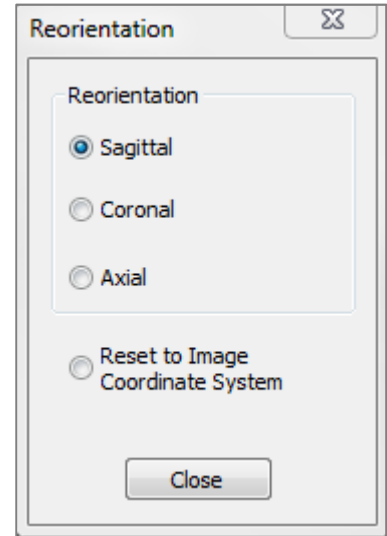 Reorientation
Reorientation
Sagittal
Coronal
Axial
Reset to Image
Coordinate System
Close